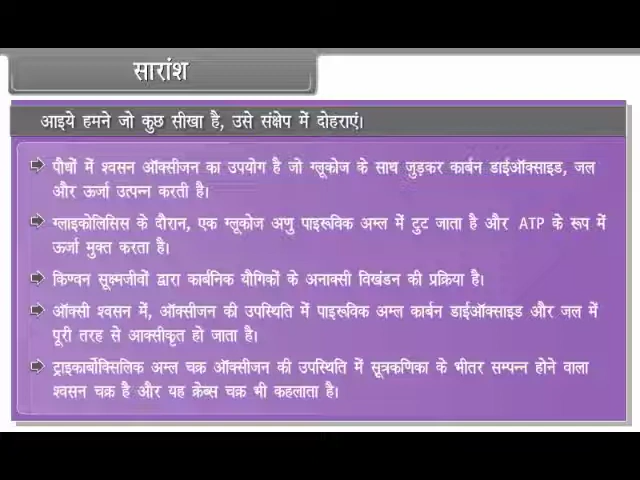 सारांश
आइये हमने जो कुछ सीखा है, उसे संक्षेप में दोहराएं।
पौधों में श्वसन ऑक्सीजन का उपयोग है जो ग्लूकोज के साथ जुड़कर कार्बन डाईऑक्साइड, जल
और ऊर्जा उत्पन्न करती है।
ग्लाइकोलिसिस के दौरान, एक ग्लूकोज अणु पाइरूविक अम्ल में टुट जाता है और ATP के रूप में
ऊर्जा मुक्त करता है।
किण्वन सूक्ष्मजीवों द्वारा कार्बनिक यौगिकों के अनाक्सी विखंडन की प्रक्रिया है।
ऑक्सी श्वसन में, ऑक्सीजन की उपस्थिति में पाइरूविक अम्ल कार्बन डाईऑक्साइड और जल में
पूरी तरह से आक्सीकृत हो जाता है।
ट्राइकार्बोक्सिलिक अम्ल चक्र ऑक्सीजन की उपस्थिति में सूत्रकणिका के भीतर सम्पन्न होने वाला
श्वसन चक्र है और यह क्रेब्स चक्र भी कहलाता है।